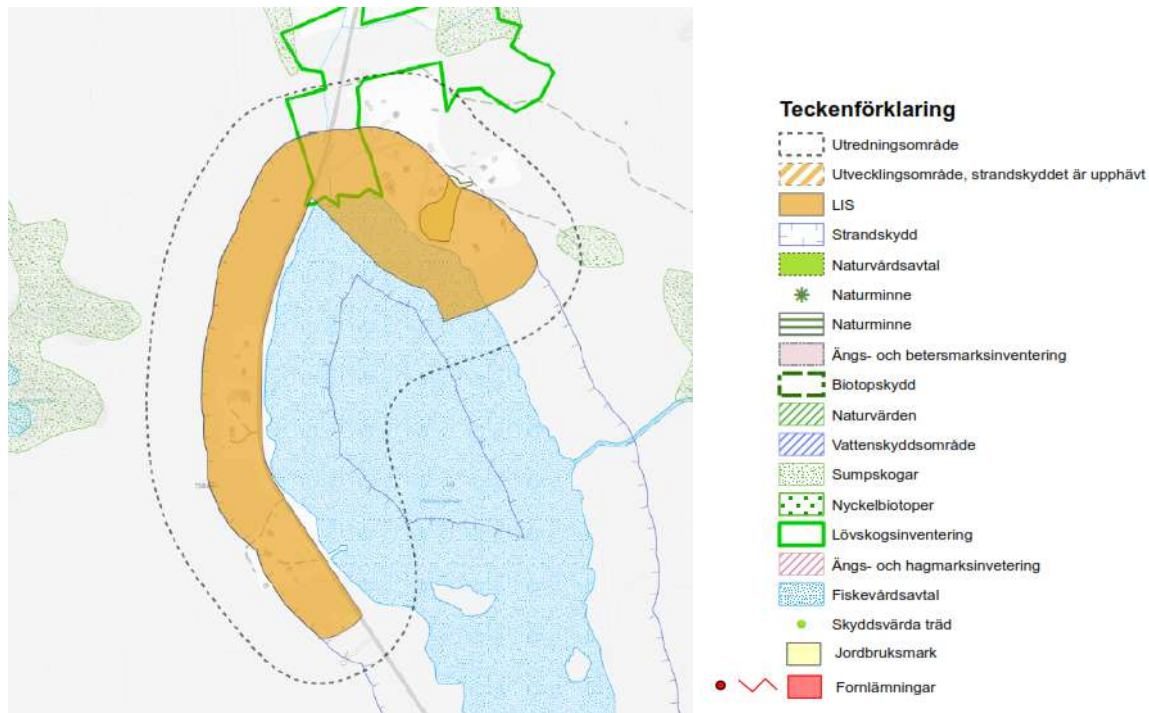 Teckenförklaring
Utredningsområde
Utvecklingsområde, strandskyddet är upphävt
LIS
Strandskydd
Naturvårdsavtal
Naturminne
Naturminne
Ängs- och betersmarksinventering
Biotopskydd
Naturvärden
Vattenskyddsområde
Sumpskogar
Nyckelbiotoper
Lövskogsinventering
Ängs- och hagmarksinvetering
Fiskevårdsavtal
Skyddsvärda träd
Jordbruksmark
Fornlämningar